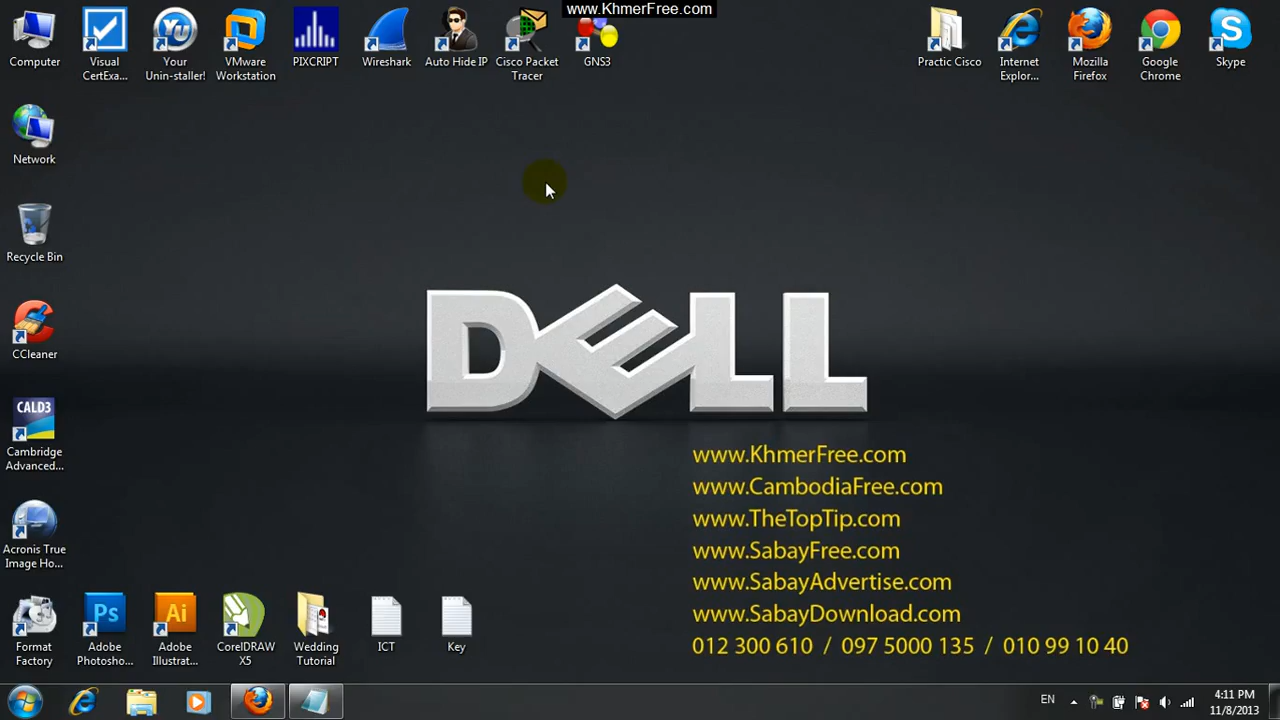 www.KhmerFree.com
Computer
Visual
CertExa...
Your
Unin-staller!
VMware
Workstation
PIXCRIPT
Wireshark
Auto Hide IP
Cisco Packet
Tracer
GNS3
Practic Cisco
Internet
Explor...
Mozilla
Firefox
Google
Chrome
Skype
Network
Recycle Bin
CCleaner
CALD3
Cambridge
Advanced...
Acronis True
Image Ho...
DELL
www.KhmerFree.com
www.CambodiaFree.com
www.TheTopTip.com
www.SabayFree.com
www.SabayAdvertise.com
www.SabayDownload.com
012 300 610 / 097 5000 135 / 010 99 10 40
Format
Factory
Ps
Adobe
Photosho...
Ai
Adobe
Illustrat...
CorelDRAW
X5
Wedding
Tutorial
ICT
Key
EN
4:11 PM
11/8/2013